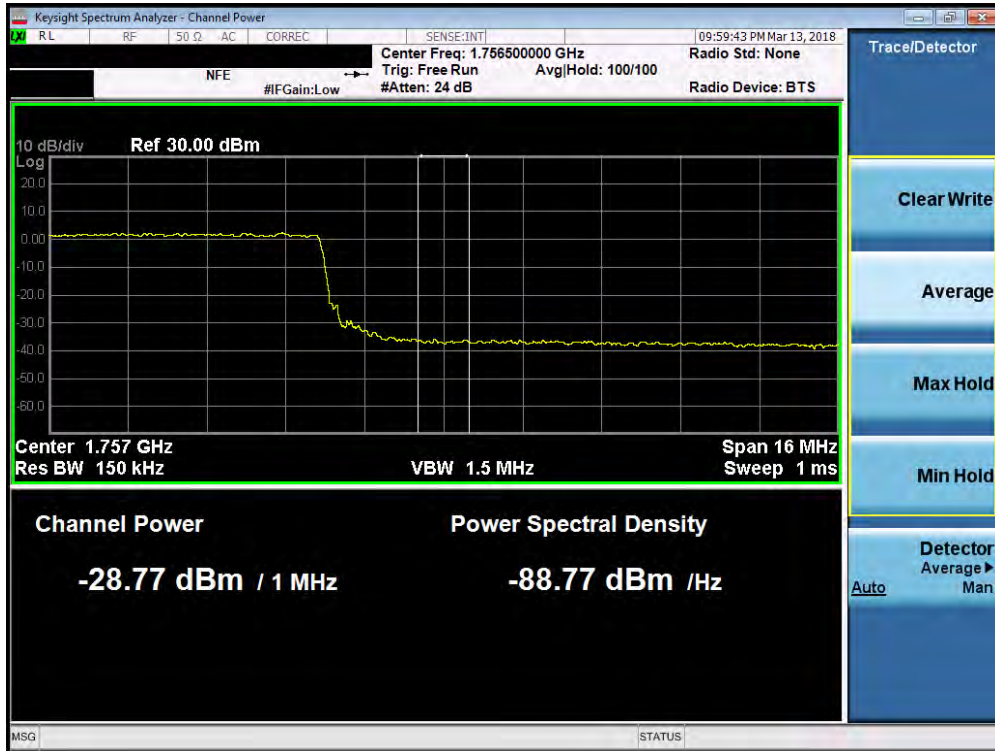 Keysight Spectrum Analyzer - Channel Power
LXI RL RF 50 Ω AC CORREC SENSE:INT 09:59:43 PM Mar 13, 2018
Center Freq: 1.756500000 GHz Radio Std: None
NFE Trig: Free Run Avg|Hold: 100/100
#IFGain:Low #Atten: 24 dB Radio Device: BTS
10 dB/div Ref 30.00 dBm
Log
20.0
10.0
0.00
-10.0
-20.0
-30.0
-40.0
-50.0
-60.0
Center 1.757 GHz Span 16 MHz
Res BW 150 kHz VBW 1.5 MHz Sweep 1 ms
Channel Power Power Spectral Density
-28.77 dBm / 1 MHz -88.77 dBm /Hz
Trace/Detector
Clear Write
Average
Max Hold
Min Hold
Detector
Average
Auto Man
MSG STATUS